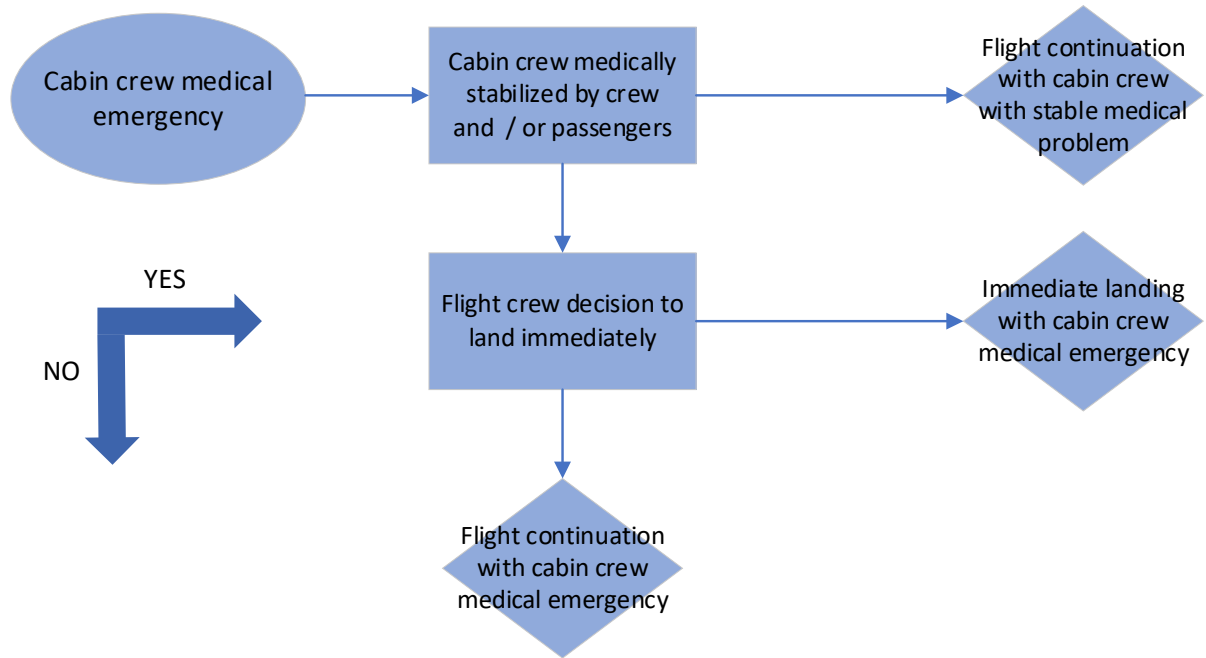 Cabin crew medical
emergency
Cabin crew medically
stabilized by crew
and / or passengers
Flight continuation
with cabin crew
with stable medical
problem
YES
NO
Flight crew decision to
land immediately
Immediate landing
with cabin crew
medical emergency
Flight continuation
with cabin crew
medical emergency